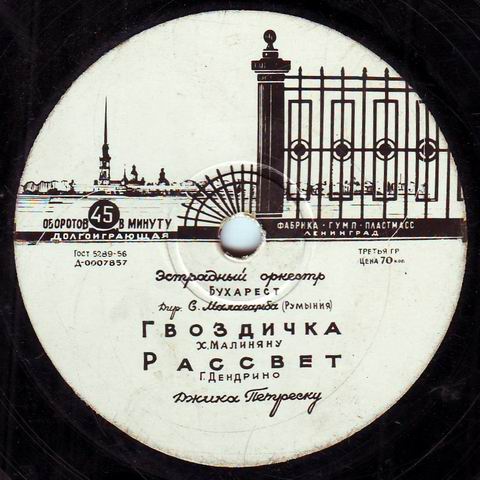 ОБОРОТОВ 45 В МИНУТУ
ДОЛГОИГРАЮЩАЯ
ФАБРИКА · ГУМП · ПЛАСТМАСС
ЛЕНИНГРАД
ГОСТ 5289-56
Д-0007857
ТРЕТЬЯ ГР
ЦЕНА 70 КОП.
Эстрадный оркестр
БУХАРЕСТ
Дир. С. Малагамба (РУМЫНИЯ)
ГВОЗДИЧКА
Х. МАЛИНЯНУ
РАССВЕТ
Г. ДЕНДРИНО
Джика Петреску